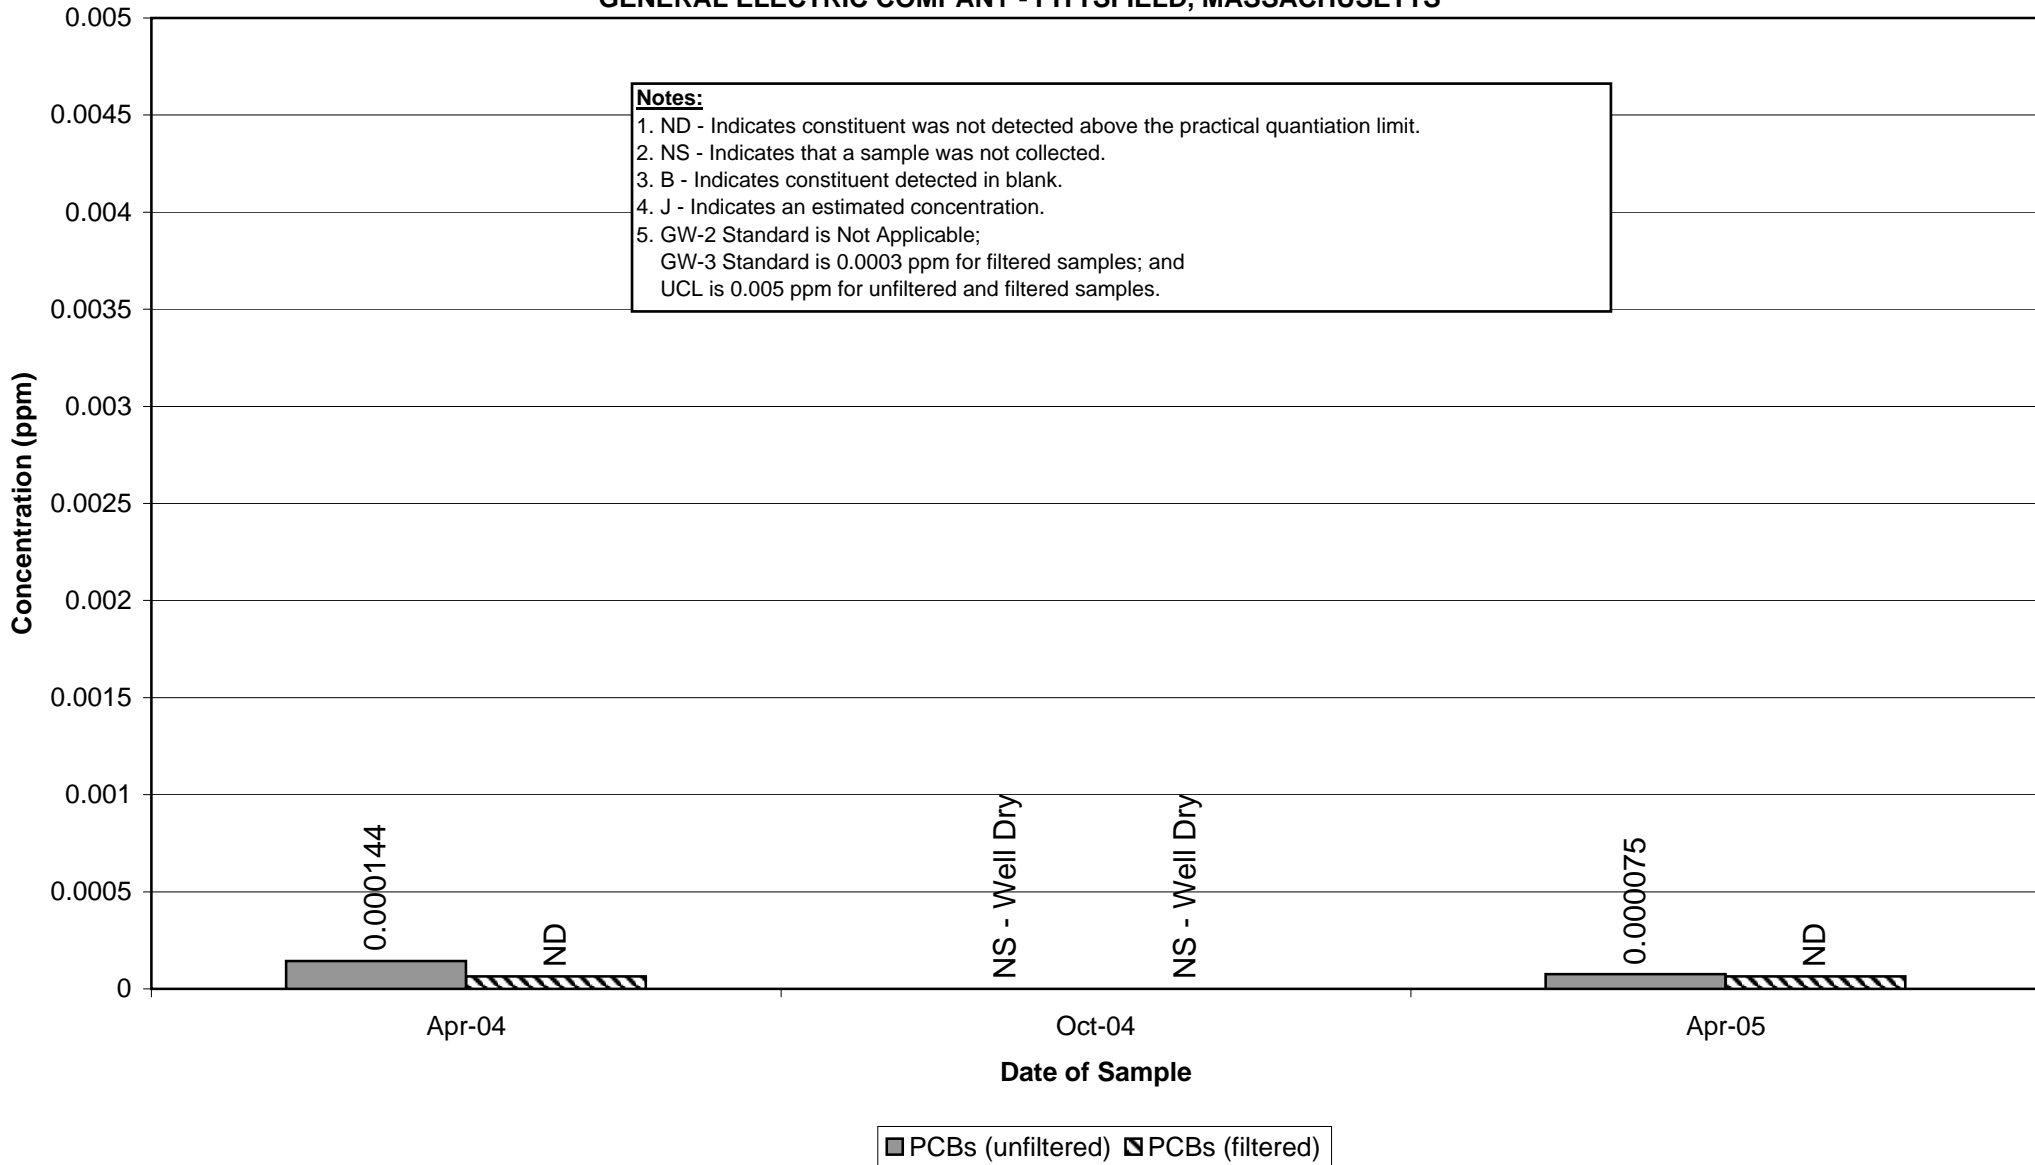 GENERAL ELECTRIC COMPANY - PITTSFIELD, MASSACHUSETTS
0.005
0.0045
0.004
0.0035
0.003
0.0025
0.002
0.0015
0.001
0.0005
0
Concentration (ppm)
Notes:
1. ND - Indicates constituent was not detected above the practical quantiation limit.
2. NS - Indicates that a sample was not collected.
3. B - Indicates constituent detected in blank.
4. J - Indicates an estimated concentration.
5. GW-2 Standard is Not Applicable;
GW-3 Standard is 0.0003 ppm for filtered samples; and
UCL is 0.005 ppm for unfiltered and filtered samples.
0.000144
ND
NS - Well Dry
NS - Well Dry
0.000075
ND
Apr-04
Oct-04
Apr-05
Date of Sample
PCBs (unfiltered)
PCBs (filtered)